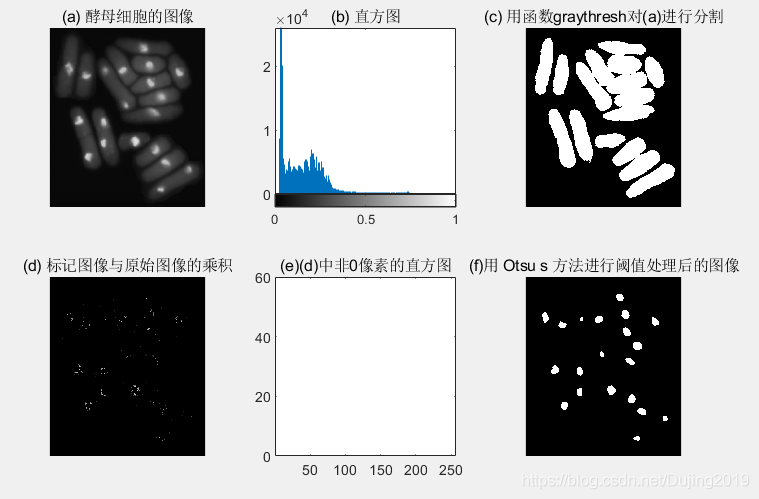 (a) 酵母细胞的图像
(b) 直方图
(c) 用函数graythresh对(a)进行分割
×10⁴
2
1
0
0
0.5
1
(d) 标记图像与原始图像的乘积
(e)(d)中非0像素的直方图
(f)用 Otsu s 方法进行阈值处理后的图像
60
40
20
0
50
100
150
200
250
https://blog.csdn.net/Dujing2019